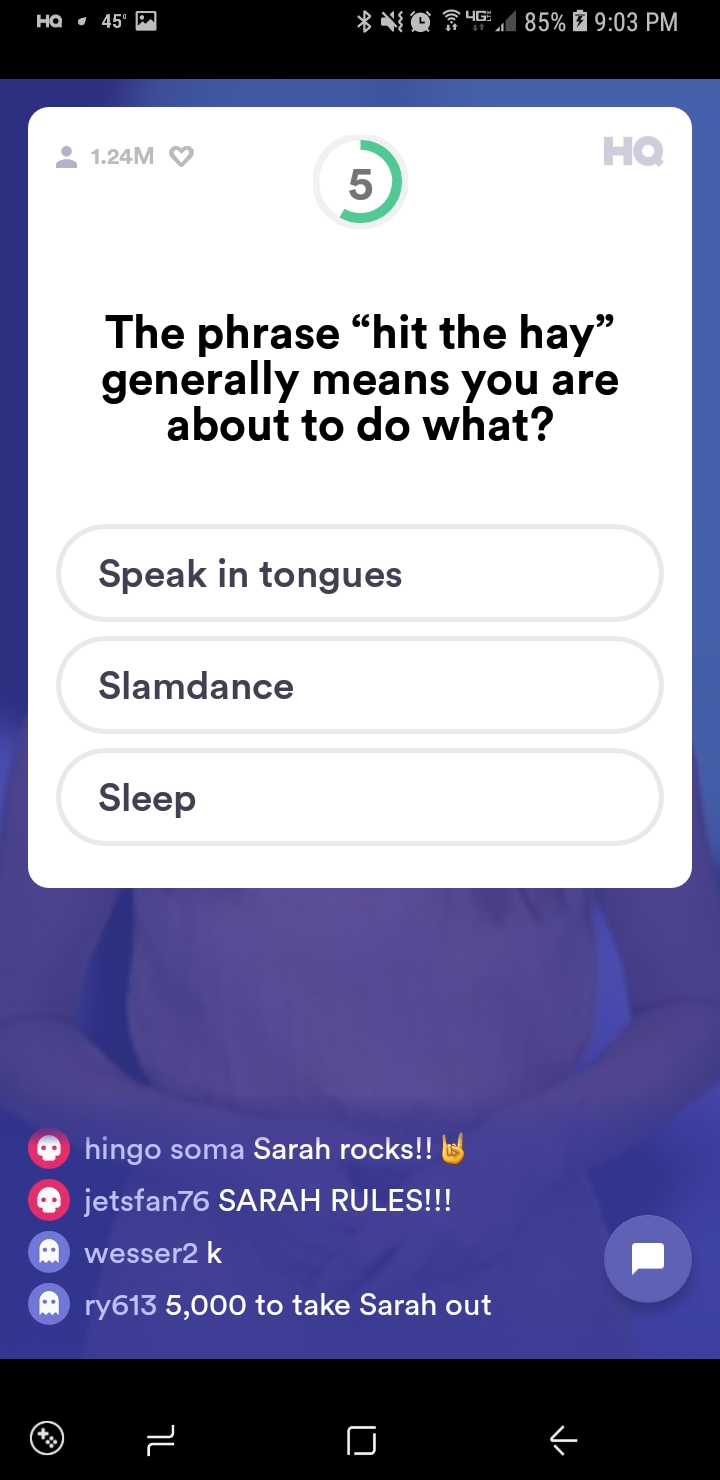 HQ 45° 4G 85% 9:03 PM
1.24M 5 HQ
The phrase “hit the hay”
generally means you are
about to do what?
Speak in tongues
Slamdance
Sleep
hingo soma Sarah rocks!! 🤘
jetsfan76 SARAH RULES!!!
wesser2 k
ry613 5,000 to take Sarah out